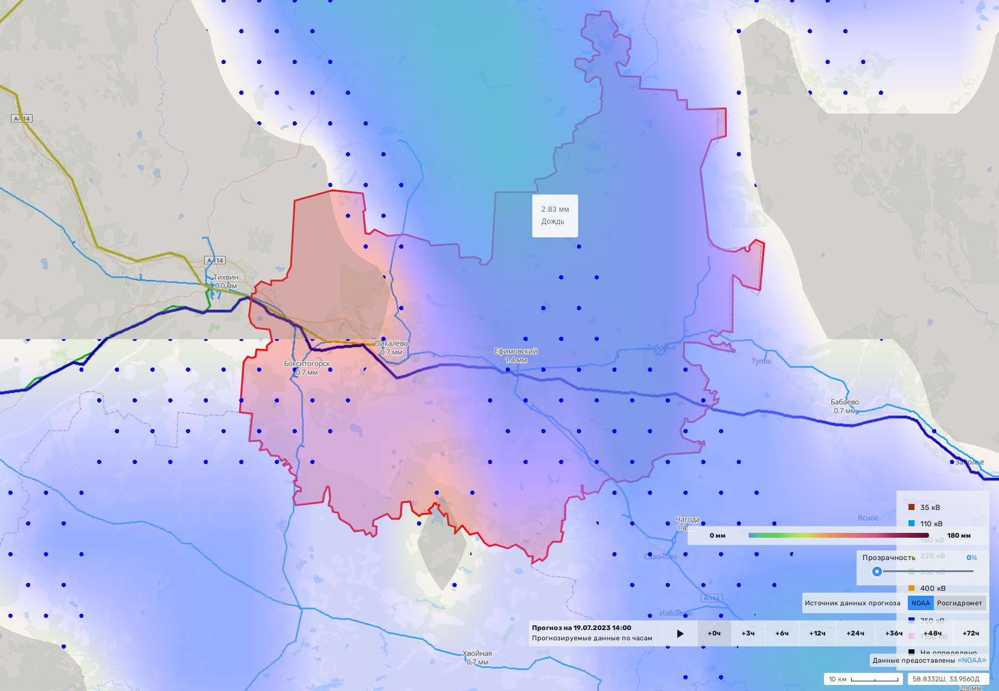 А-114
2.83 мм
Дождь
А-114
Тихвин
0.0 мм
Пикалёво
0.7 мм
Ефимовский
1.4 мм
Заборье
Бокситогорск
0.7 мм
Тупик
Бабаево
0.7 мм
Заполье
35 кВ
Ясное
Чагода
1.4 мм
110 кВ
0 мм
180 мм
150 кВ
Сазоново
220 кВ
Прозрачность
0%
330 кВ
400 кВ
А-114
Источник данных прогноза
NOAA
Росгидромет
Избоищи
750 кВ
Прогноз на 19.07.2023 14:00
Прогнозируемые данные по часам
+0ч
+3ч
+6ч
+12ч
+24ч
+36ч
+48ч
+72ч
1150 кВ
Хвойная
0.7 мм
Не определено
Данные предоставлены «NOAA»
10 км
58.8332Ш, 33.9560Д
2.8 мм